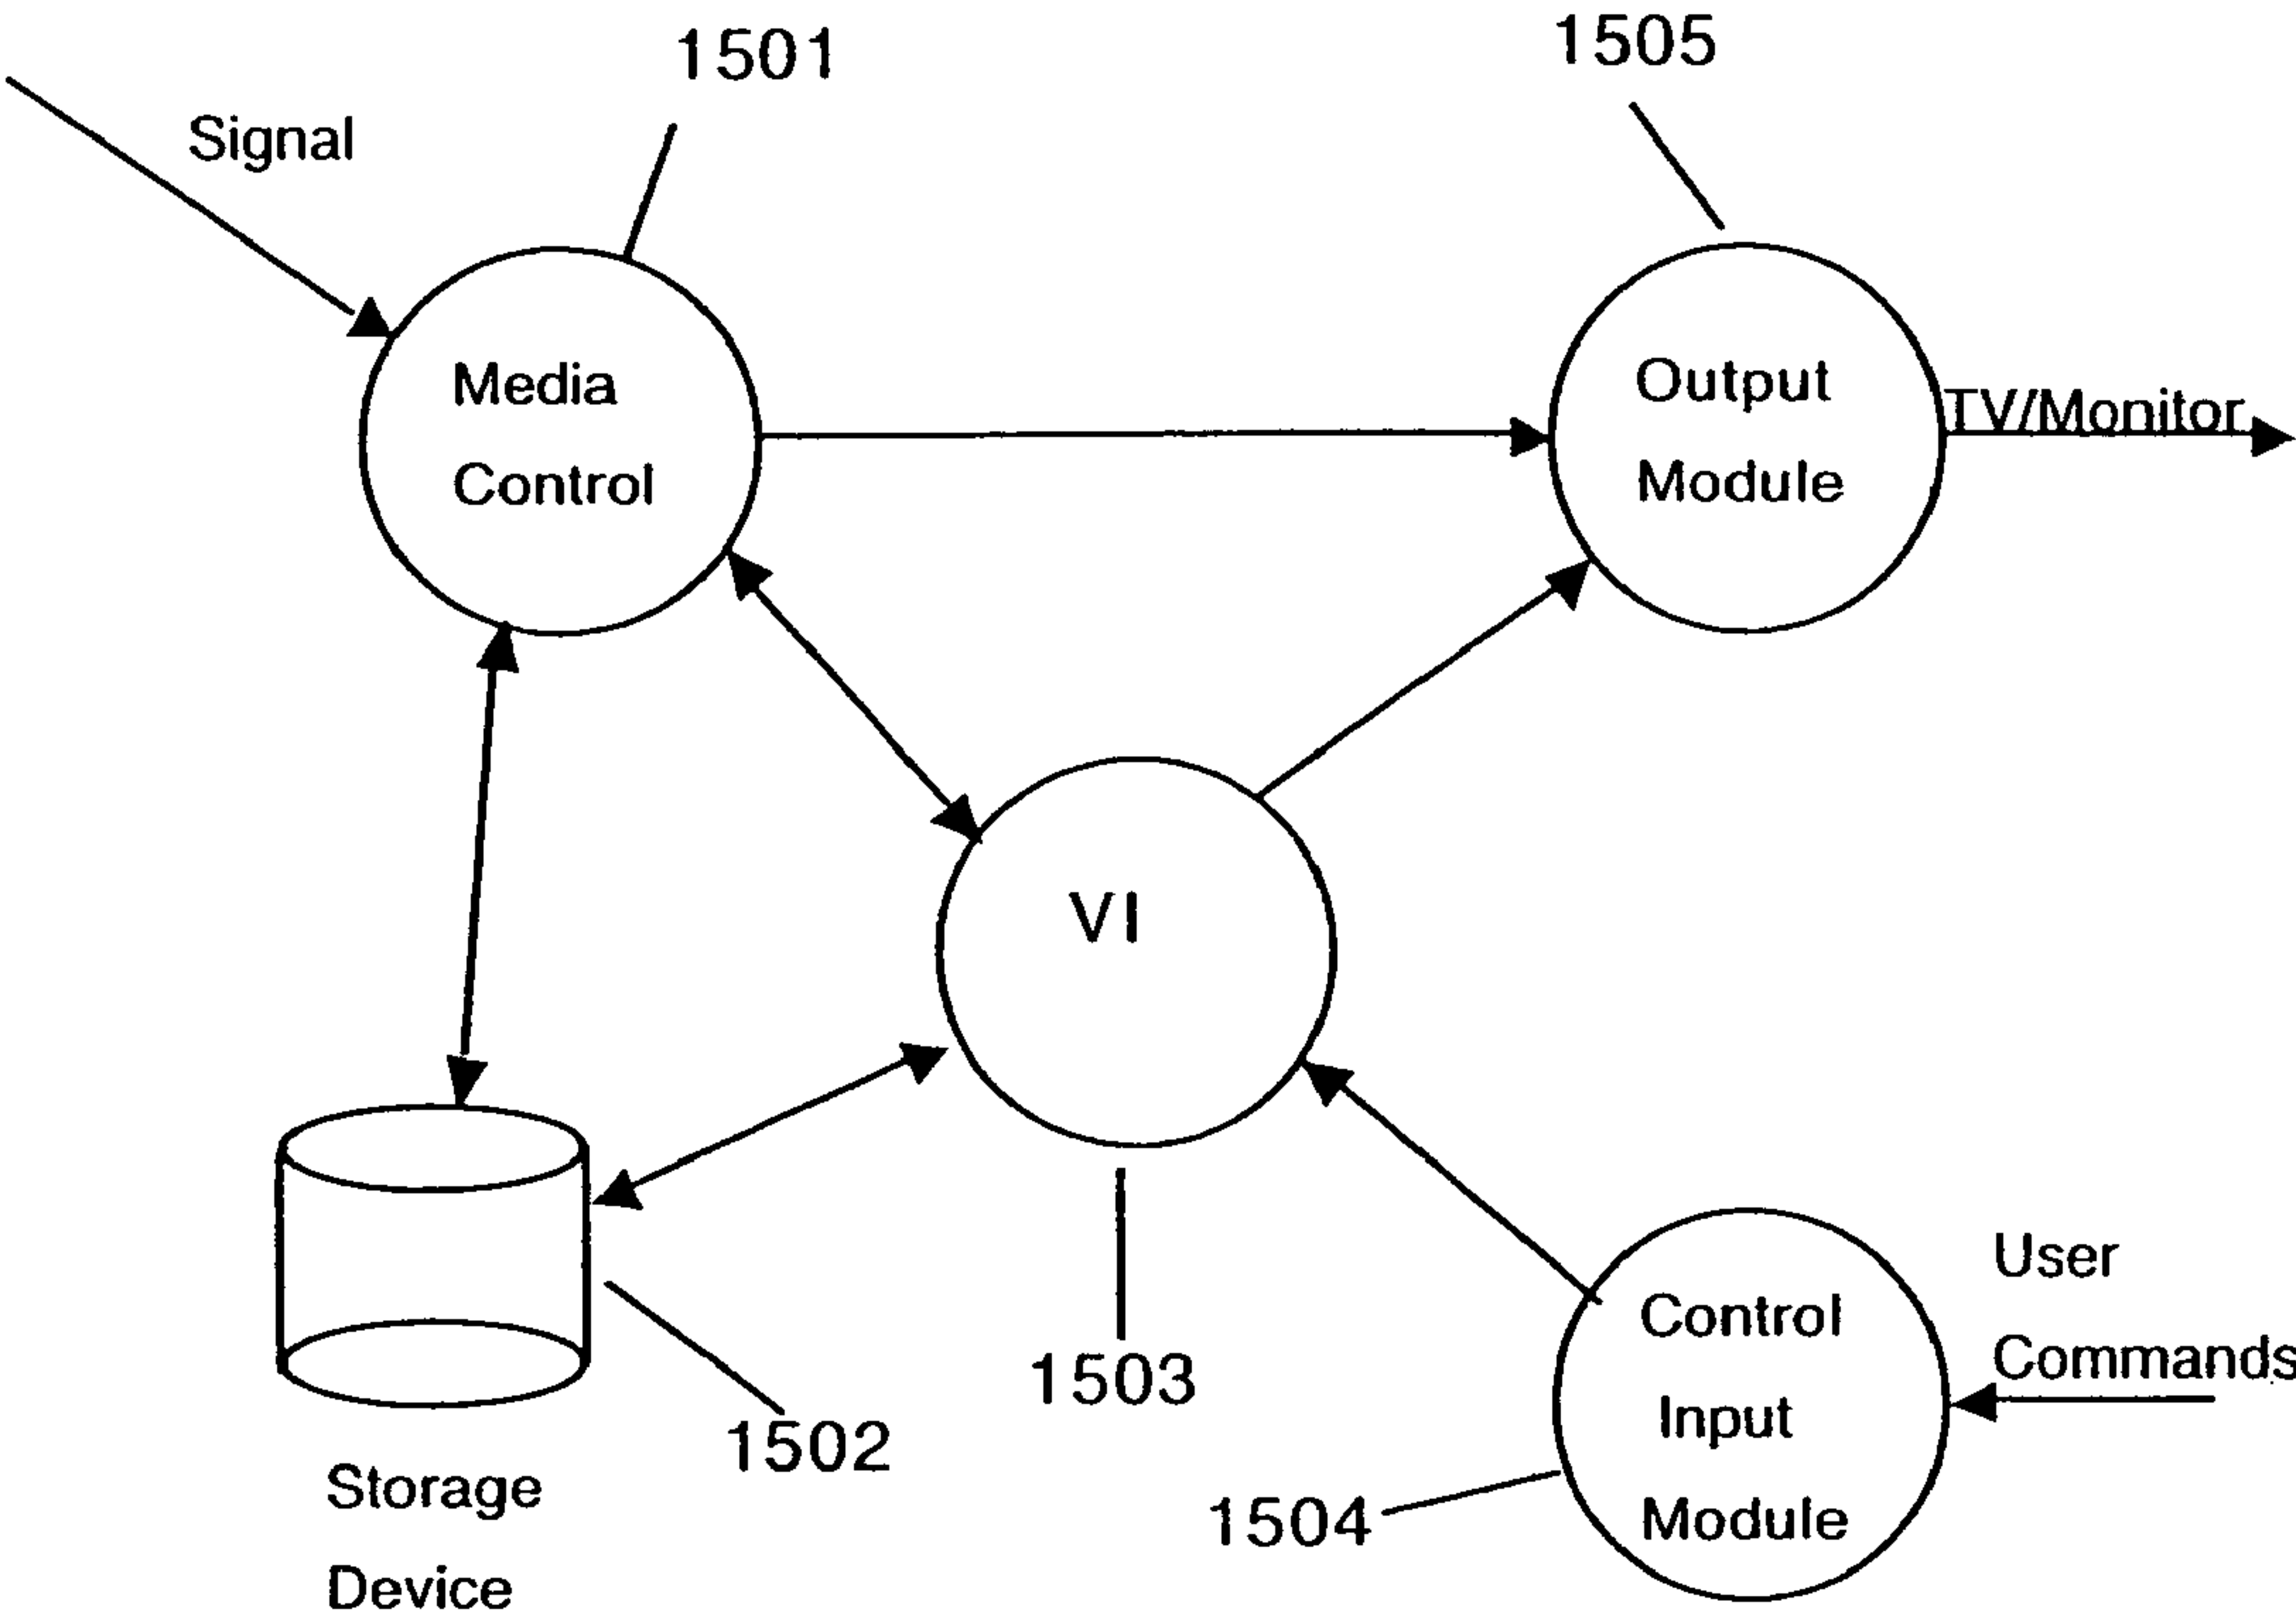 1501
1505
Signal
Media
Control
Output
Module
TV/Monitor
VI
User
Commands
Control
Input
Module
1503
1502
1504
Storage
Device